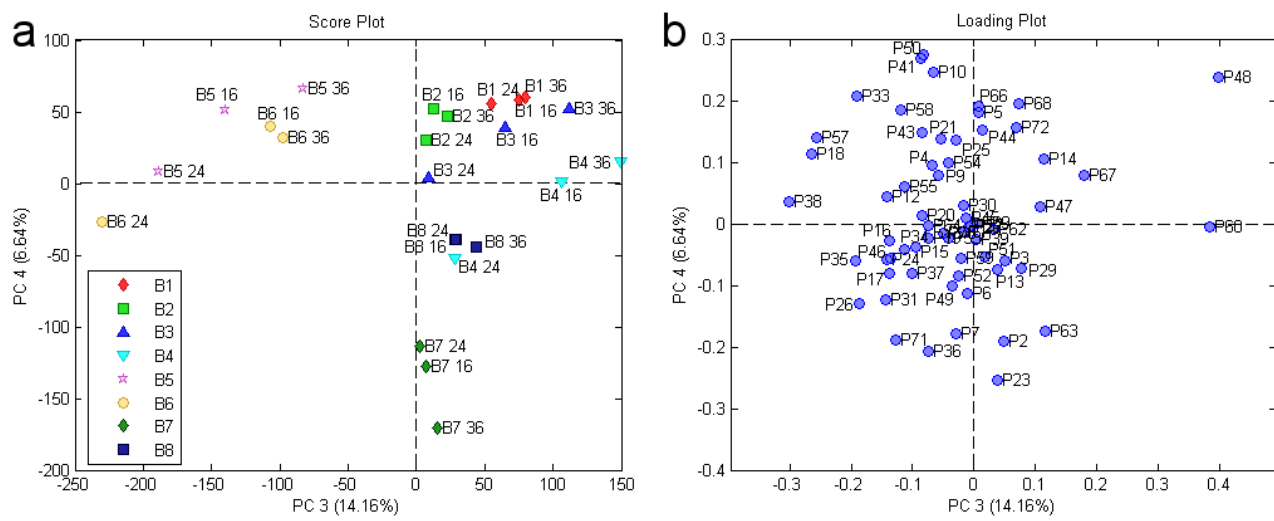 a
Score Plot
100
50
0
-50
-100
-150
-200
PC 4 (6.64%)
-250
-200
-150
-100
-50
0
50
100
150
PC 3 (14.16%)
B5 16
B5 36
B6 16
B6 36
B5 24
B6 24
B2 16
B2 36
B2 24
B1 24
B1 36
B1 16
B3 36
B3 16
B3 24
B4 36
B4 16
B8 24
B8 16
B8 36
B4 24
B7 24
B7 16
B7 36
B1
B2
B3
B4
B5
B6
B7
B8
b
Loading Plot
0.3
0.2
0.1
0
-0.1
-0.2
-0.3
-0.4
PC 4 (6.64%)
-0.3
-0.2
-0.1
0
0.1
0.2
0.3
0.4
PC 3 (14.16%)
P50
P41
P10
P48
P33
P58
P66
P5
P68
P43
P21
P44
P72
P57
P18
P25
P4
P54
P14
P9
P67
P55
P12
P38
P30
P47
P20
P60
P62
P16
P34
P39
P46
P24
P15
P51
P35
P59
P3
P17
P37
P52
P13
P29
P26
P31
P49
P6
P71
P7
P36
P2
P63
P23